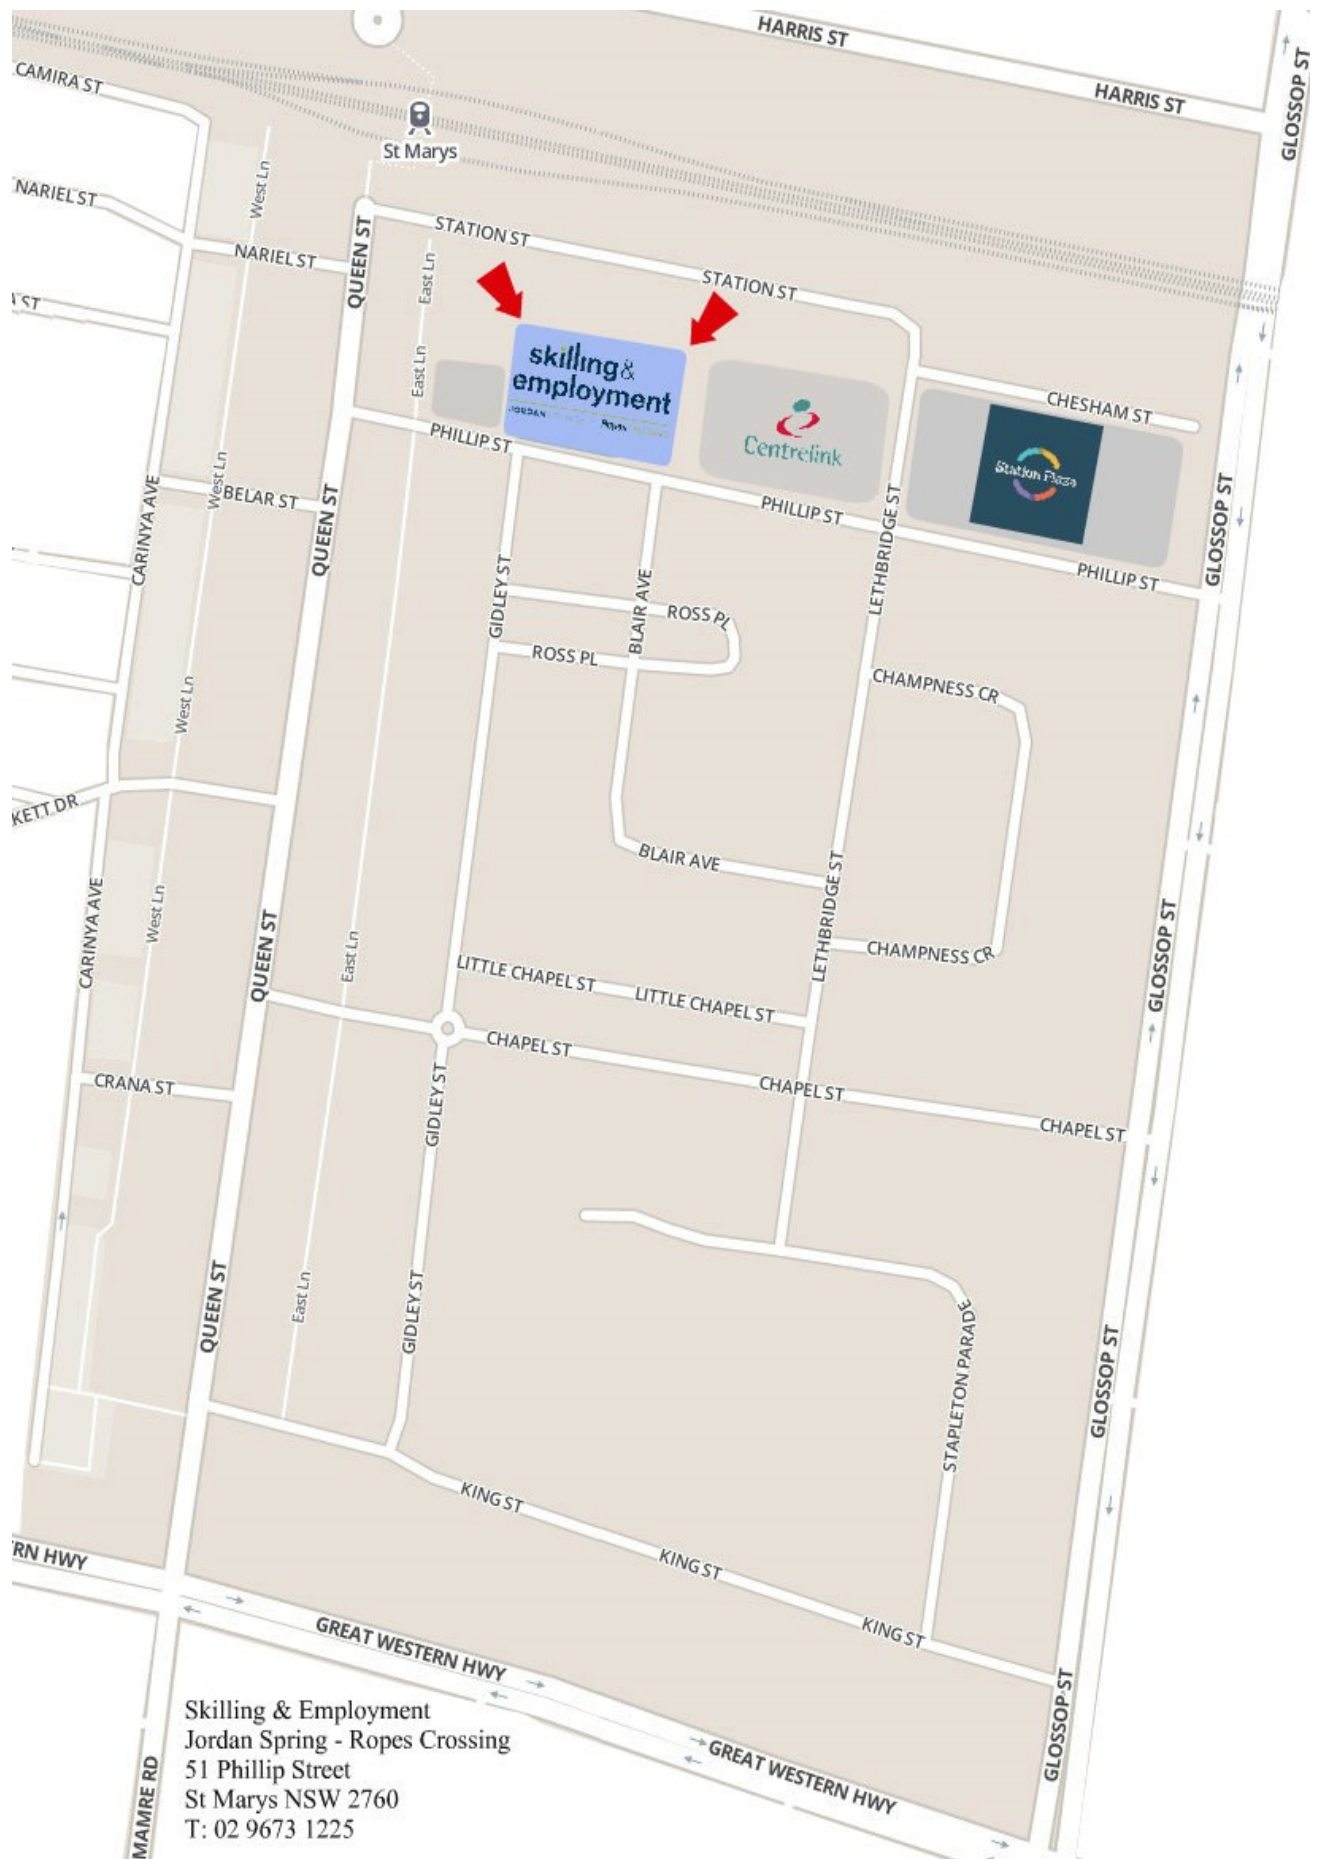 HARRIS ST
HARRIS ST
GLOSSOP ST
CAMIRA ST
St Marys
West Ln
NARIEL ST
STATION ST
NARIEL ST
QUEEN ST
East Ln
STATION ST
ST
skilling &
employment
JORDAN
East Ln
CHESHAM ST
Centrelink
Station Plaza
PHILLIP ST
PHILLIP ST
PHILLIP ST
West Ln
BELAR ST
QUEEN ST
CARINYA AVE
LETHBRIDGE ST
GLOSSOP ST
GIDLEY ST
BLAIR AVE
ROSS PL
ROSS PL
CHAMPNESS CR
West Ln
KETT DR
BLAIR AVE
LETHBRIDGE ST
CARINYA AVE
West Ln
QUEEN ST
East Ln
CHAMPNESS CR
GLOSSOP ST
LITTLE CHAPEL ST
LITTLE CHAPEL ST
CHAPEL ST
CHAPEL ST
CHAPEL ST
CRANA ST
GIDLEY ST
QUEEN ST
East Ln
GIDLEY ST
STAPLETON PARADE
GLOSSOP ST
KING ST
KING ST
KING ST
RN HWY
GREAT WESTERN HWY
GLOSSOP ST
GREAT WESTERN HWY
MAMRE RD
Skilling & Employment
Jordan Spring - Ropes Crossing
51 Phillip Street
St Marys NSW 2760
T: 02 9673 1225